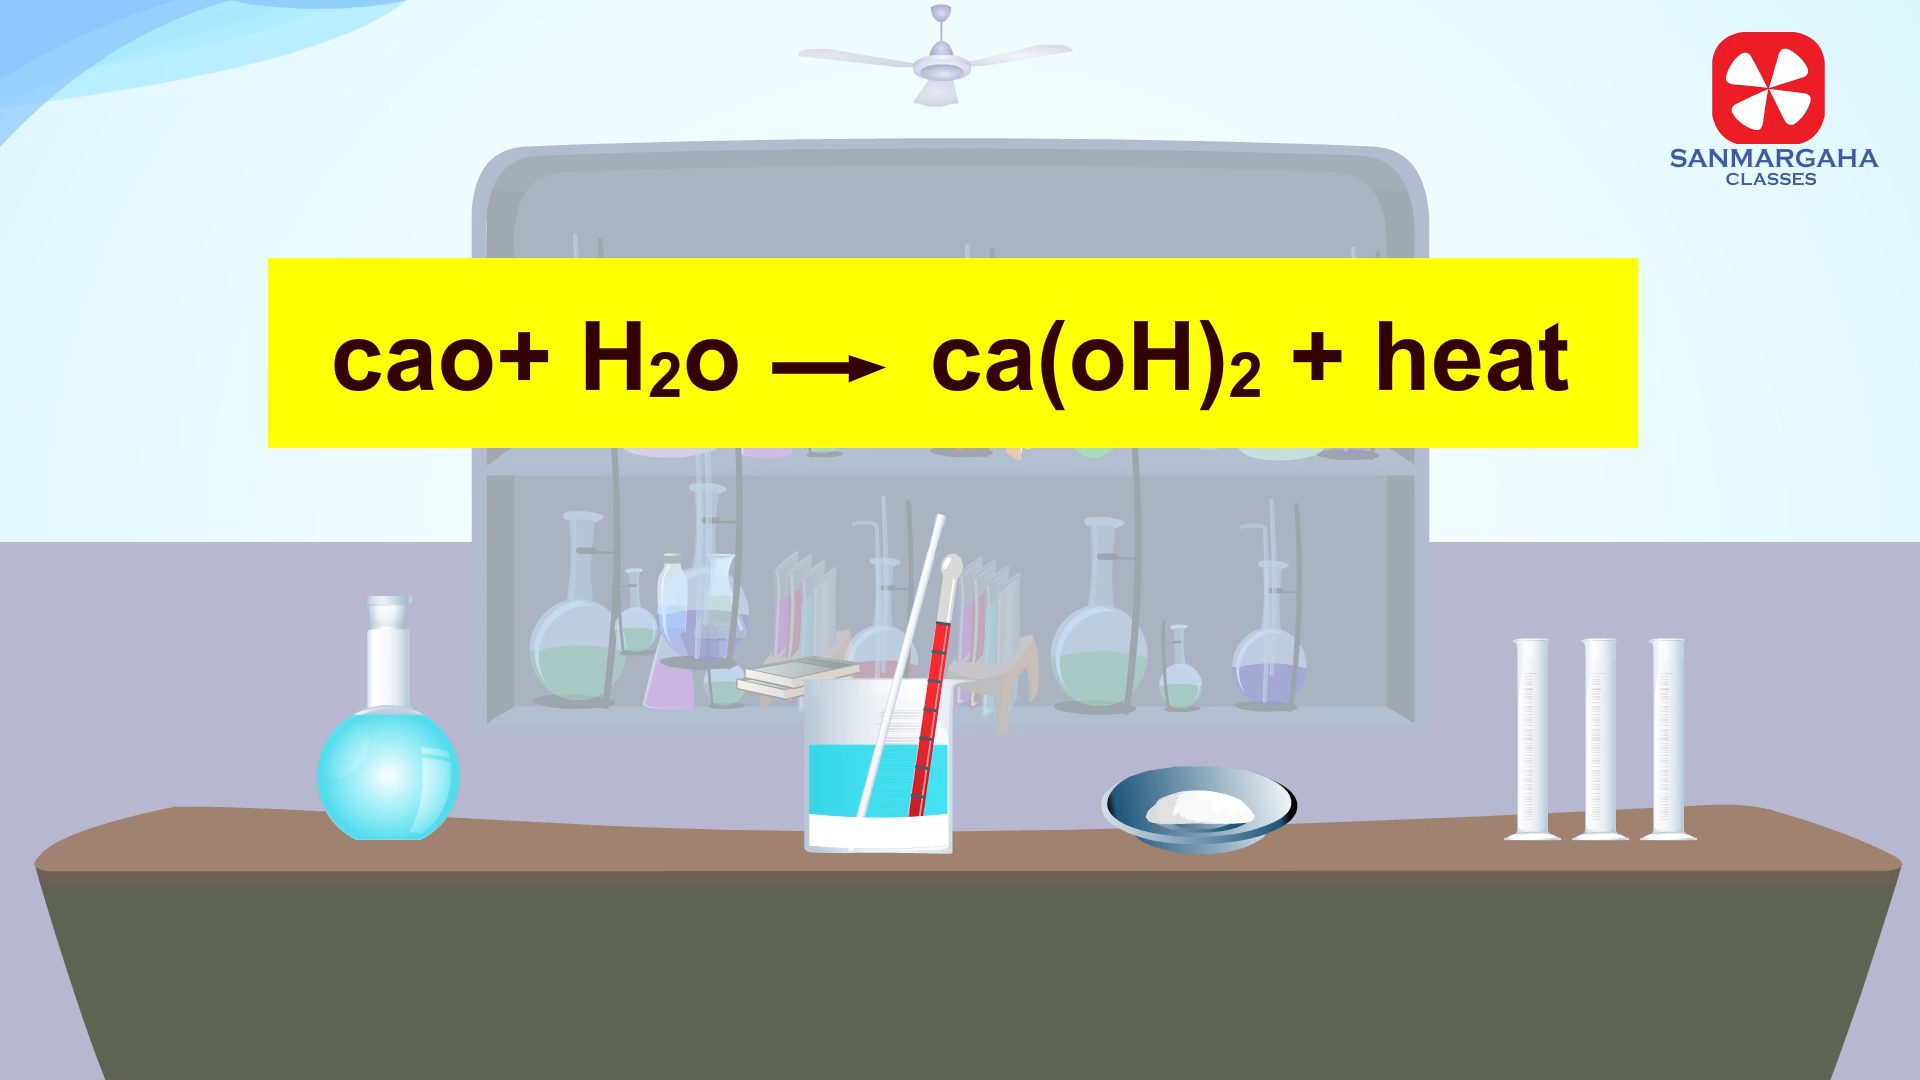 SANMARGAHA
CLASSES
cao+ H₂o → ca(oH)₂ + heat